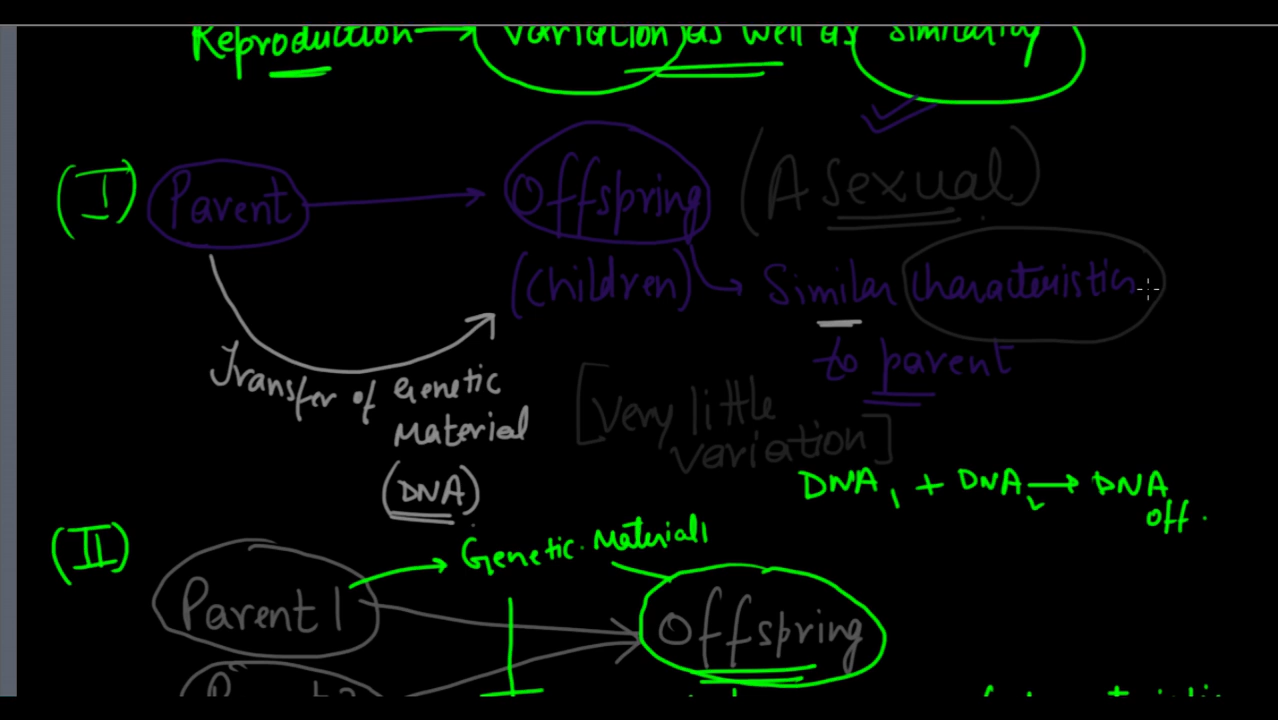 Reproduction → Variation as well as Similarity
(I) Parent → Offspring (Asexual)
(Children) → Similar Characteristics
to parent
Transfer of Genetic
Material
(DNA)
[Very little
variation]
DNA1 + DNA2 → DNA
off.
(II)
Genetic Material1
Parent 1
Offspring